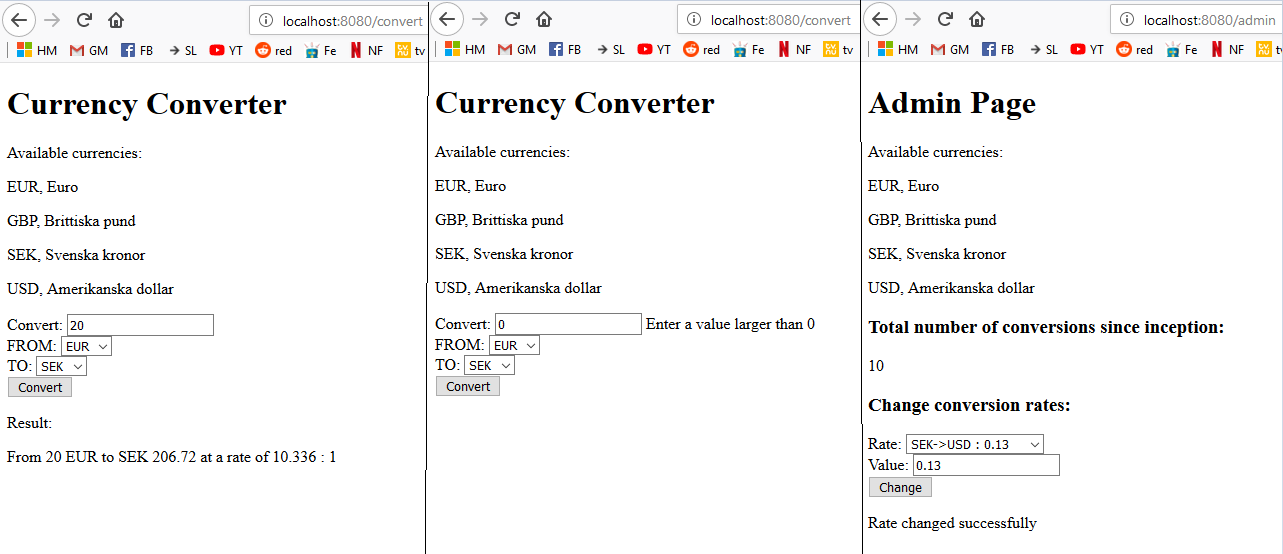 localhost:8080/convert
HM GM FB SL YT red Fe NF tv
Currency Converter
Available currencies:
EUR, Euro
GBP, Brittiska pund
SEK, Svenska kronor
USD, Amerikanska dollar
Convert: 20
FROM: EUR
TO: SEK
Convert
Result:
From 20 EUR to SEK 206.72 at a rate of 10.336 : 1
localhost:8080/convert
HM GM FB SL YT red Fe NF tv
Currency Converter
Available currencies:
EUR, Euro
GBP, Brittiska pund
SEK, Svenska kronor
USD, Amerikanska dollar
Convert: 0 Enter a value larger than 0
FROM: EUR
TO: SEK
Convert
localhost:8080/admin
HM GM FB SL YT red Fe NF tv
Admin Page
Available currencies:
EUR, Euro
GBP, Brittiska pund
SEK, Svenska kronor
USD, Amerikanska dollar
Total number of conversions since inception:
10
Change conversion rates:
Rate: SEK->USD : 0.13
Value: 0.13
Change
Rate changed successfully